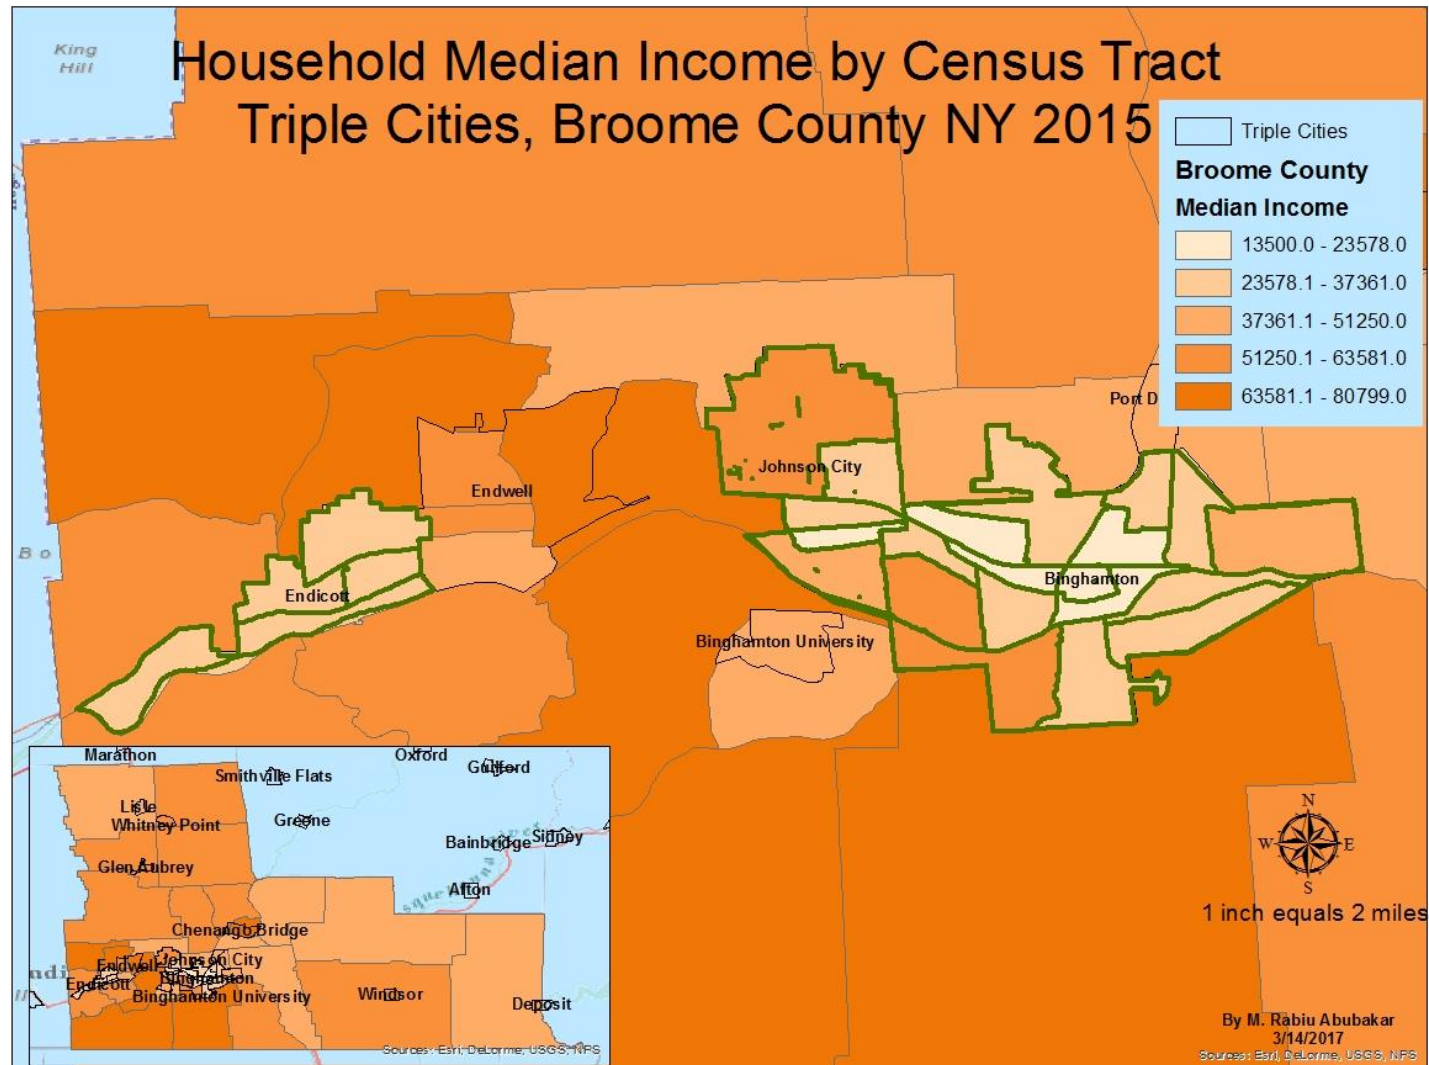 King
Hill
Household Median Income by Census Tract
Triple Cities, Broome County NY 2015
Triple Cities
Broome County
Median Income
13500.0 - 23578.0
23578.1 - 37361.0
37361.1 - 51250.0
51250.1 - 63581.0
63581.1 - 80799.0
Port D
Johnson City
Endwell
B o
Binghamton
Endicott
Binghamton University
Marathon
Oxford
Smithville Flats
Guilford
Lisle
Whitney Point
Greene
Bainbridge
Sidney
River
Glen Aubrey
Afton
squehanna
Chenango Bridge
Johnson City
Endwell
ndi
Binghamton
Endicott
Binghamton University
Windsor
Deposit
Sources: Esri, DeLorme, USGS, NPS
N
W E
S
1 inch equals 2 miles
By M. Rabiu Abubakar
3/14/2017
Sources: Esri, DeLorme, USGS, NPS